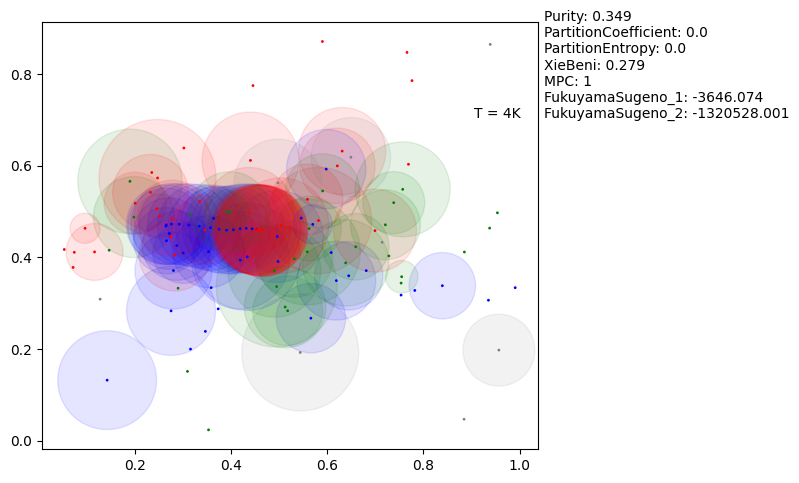 Purity: 0.349
PartitionCoefficient: 0.0
PartitionEntropy: 0.0
XieBeni: 0.279
MPC: 1
FukuyamaSugeno_1: -3646.074
FukuyamaSugeno_2: -1320528.001
T = 4K
0.8
0.6
0.4
0.2
0.0
0.2 0.4 0.6 0.8 1.0